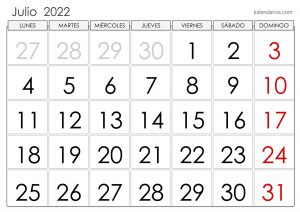 Julio 2022
kalendarios.com
LUNES MARTES MIÉRCOLES JUEVES VIERNES SÁBADO DOMINGO
27 28 29 30 1 2 3
4 5 6 7 8 9 10
11 12 13 14 15 16 17
18 19 20 21 22 23 24
25 26 27 28 29 30 31